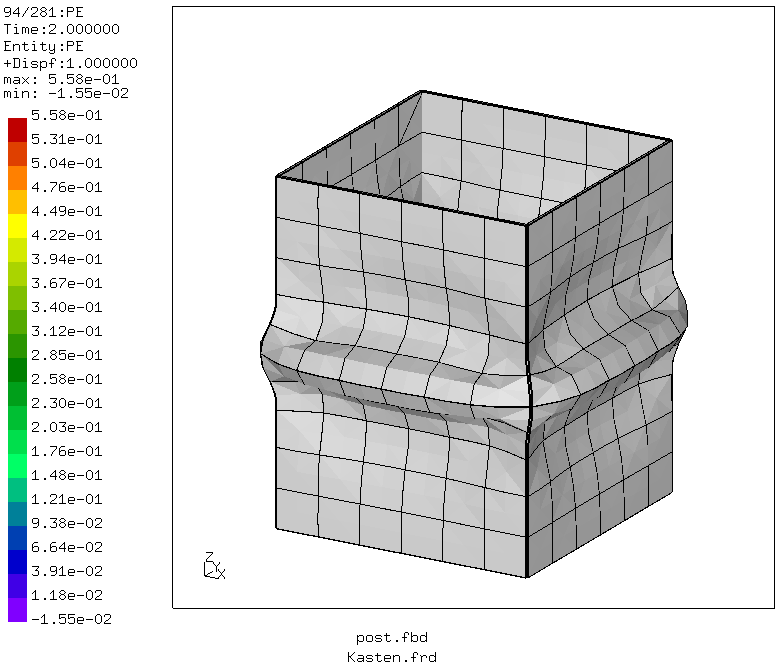 94/281:PE
Time:2.000000
Entity:PE
+Dispf:1.000000
max: 5.58e-01
min: -1.55e-02
5.58e-01
5.31e-01
5.04e-01
4.76e-01
4.49e-01
4.22e-01
3.94e-01
3.67e-01
3.40e-01
3.12e-01
2.85e-01
2.58e-01
2.30e-01
2.03e-01
1.76e-01
1.48e-01
1.21e-01
9.38e-02
6.64e-02
3.91e-02
1.18e-02
-1.55e-02
Z
Y
X
post.fbd
Kasten.frd